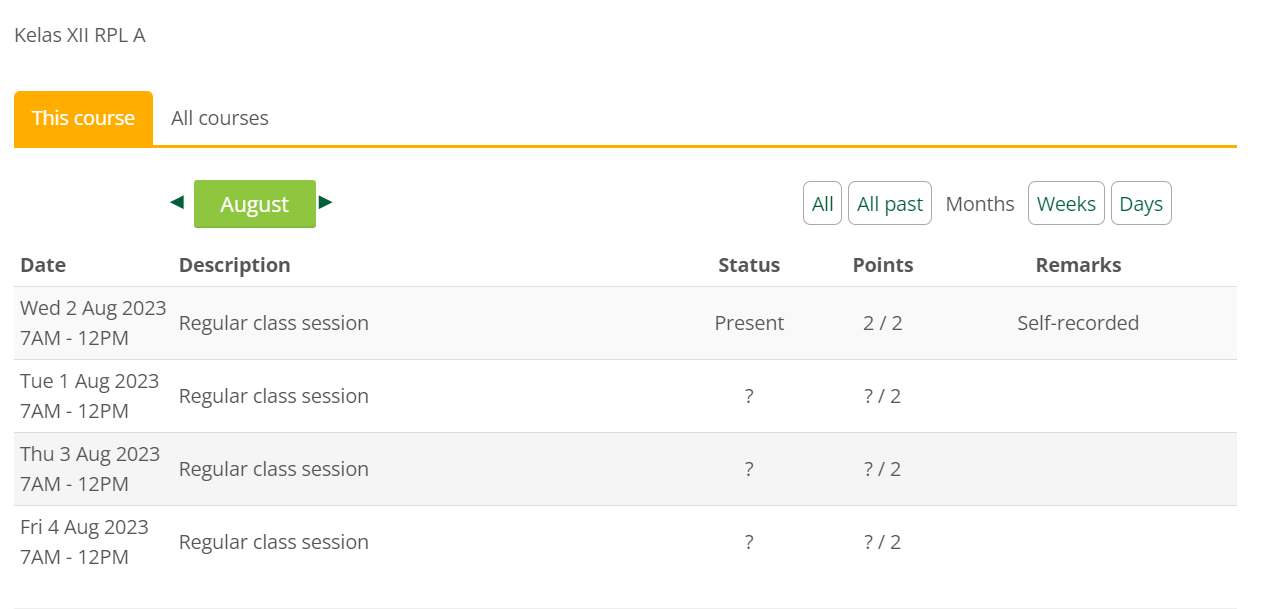 Kelas XII RPL A
This course All courses
◄ August ► All All past Months Weeks Days
Date Description Status Points Remarks
Wed 2 Aug 2023
7AM - 12PM Regular class session Present 2 / 2 Self-recorded
Tue 1 Aug 2023
7AM - 12PM Regular class session ? ? / 2
Thu 3 Aug 2023
7AM - 12PM Regular class session ? ? / 2
Fri 4 Aug 2023
7AM - 12PM Regular class session ? ? / 2